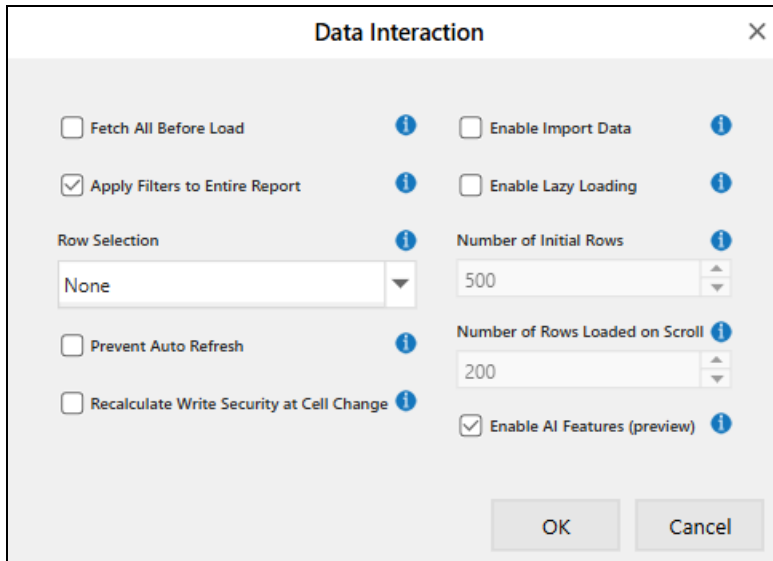 Data Interaction
Fetch All Before Load
Enable Import Data
Apply Filters to Entire Report
Enable Lazy Loading
Row Selection
Number of Initial Rows
None
500
Prevent Auto Refresh
Number of Rows Loaded on Scroll
200
Recalculate Write Security at Cell Change
Enable AI Features (preview)
OK
Cancel